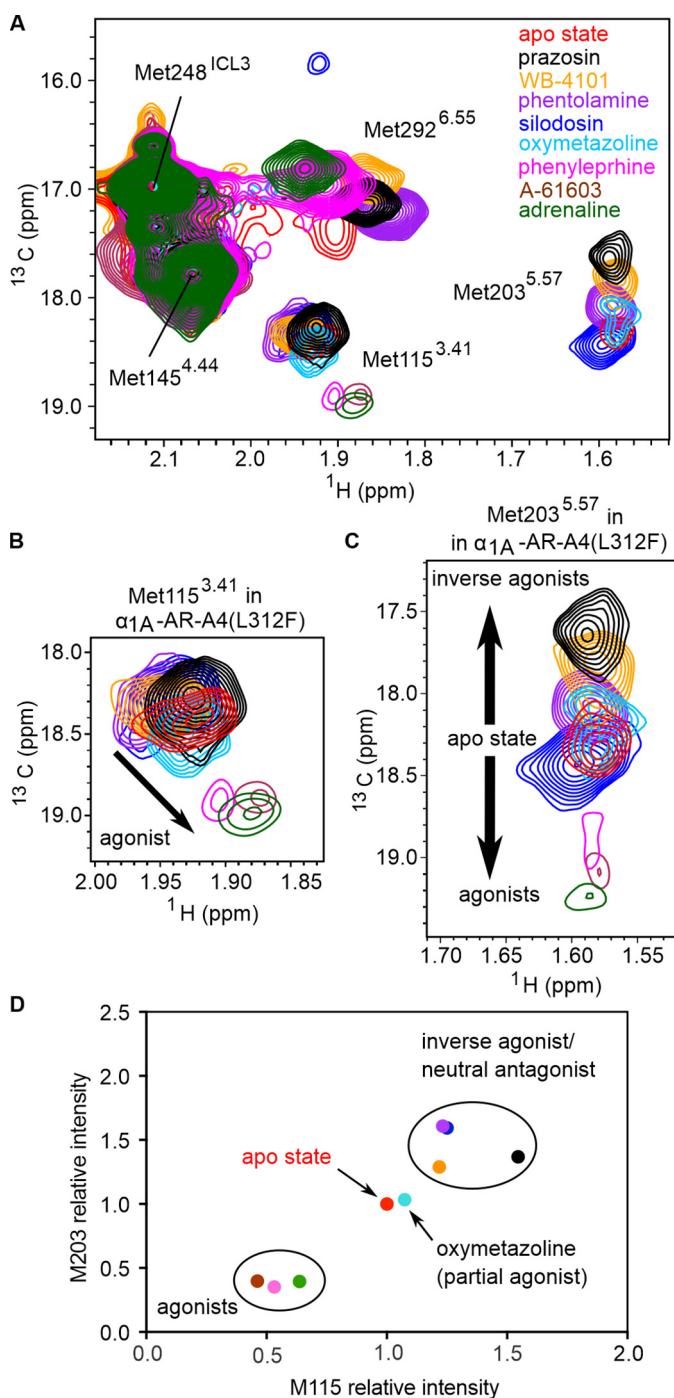 A
apo state
prazosin
WB-4101
phentolamine
silodosin
oxymetazoline
phenyleprhine
A-61603
adrenaline
Met248 ICL3
Met292 6.55
Met203 5.57
Met115 3.41
Met145 4.44
16.0
17.0
18.0
19.0
13 C (ppm)
2.1 2.0 1.9 1.8 1.7 1.6
1 H (ppm)
B
Met115 3.41 in
α1A-AR-A4(L312F)
18.0
18.5
19.0
13 C (ppm)
agonist
2.00 1.95 1.90 1.85
1 H (ppm)
C
Met203 5.57 in
in α1A-AR-A4(L312F)
inverse agonists
17.5
18.0
apo state
18.5
19.0
13 C (ppm)
agonists
1.70 1.65 1.60 1.55
1 H (ppm)
D
2.5
2.0
1.5
1.0
0.5
0.0
M203 relative intensity
inverse agonist/
neutral antagonist
apo state
oxymetazoline
(partial agonist)
agonists
0.0 0.5 1.0 1.5 2.0
M115 relative intensity